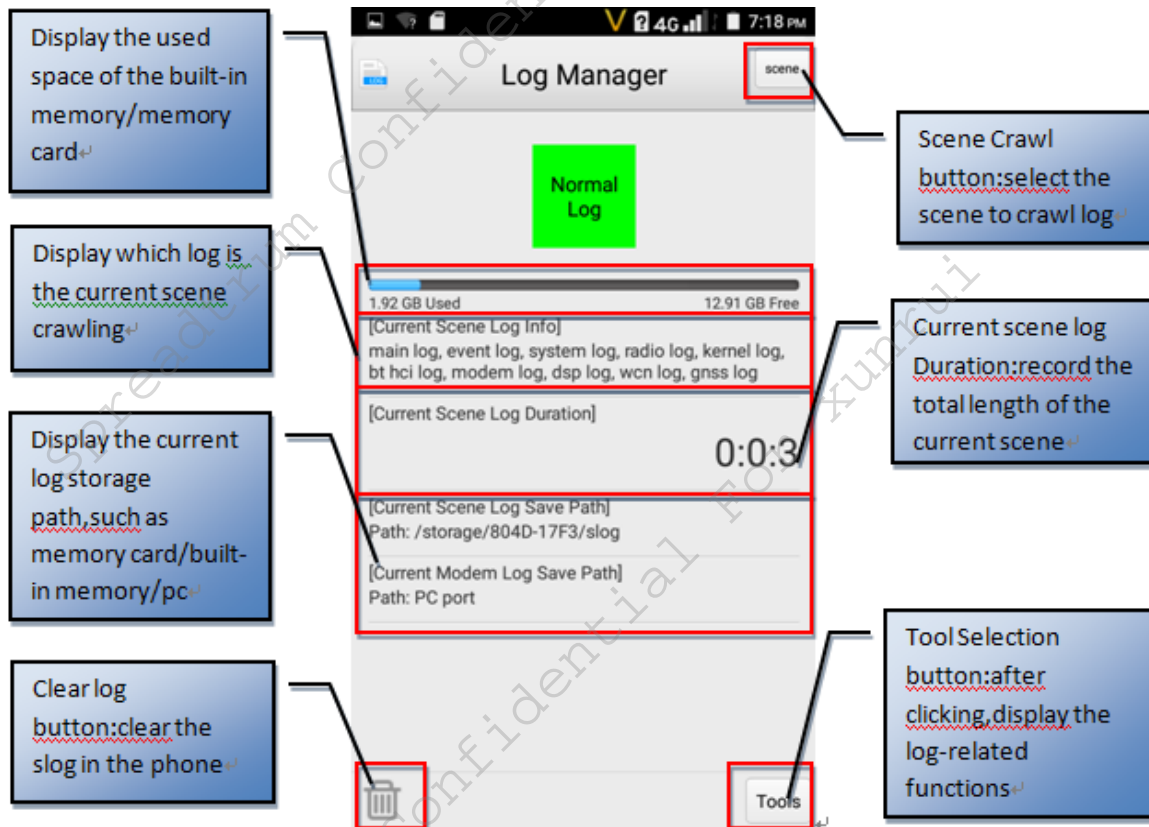 Display the used
space of the built-in
memory/memory
card
Display which log is
the current scene
crawling
Display the current
log storage
path,such as
memory card/built-
in memory/pc
Clear log
button:clear the
slog in the phone
4G
7:18 PM
LOG
Log Manager
scene
Normal
Log
1.92 GB Used
12.91 GB Free
[Current Scene Log Info]
main log, event log, system log, radio log, kernel log,
bt hci log, modem log, dsp log, wcn log, gnss log
[Current Scene Log Duration]
0:0:3
[Current Scene Log Save Path]
Path: /storage/804D-17F3/slog
[Current Modem Log Save Path]
Path: PC port
Tools
Scene Crawl
button:select the
scene to crawl log
Current scene log
Duration:record the
total length of the
current scene
Tool Selection
button:after
clicking,display the
log-related
functions
Spreadtrum Confidential For xunrui